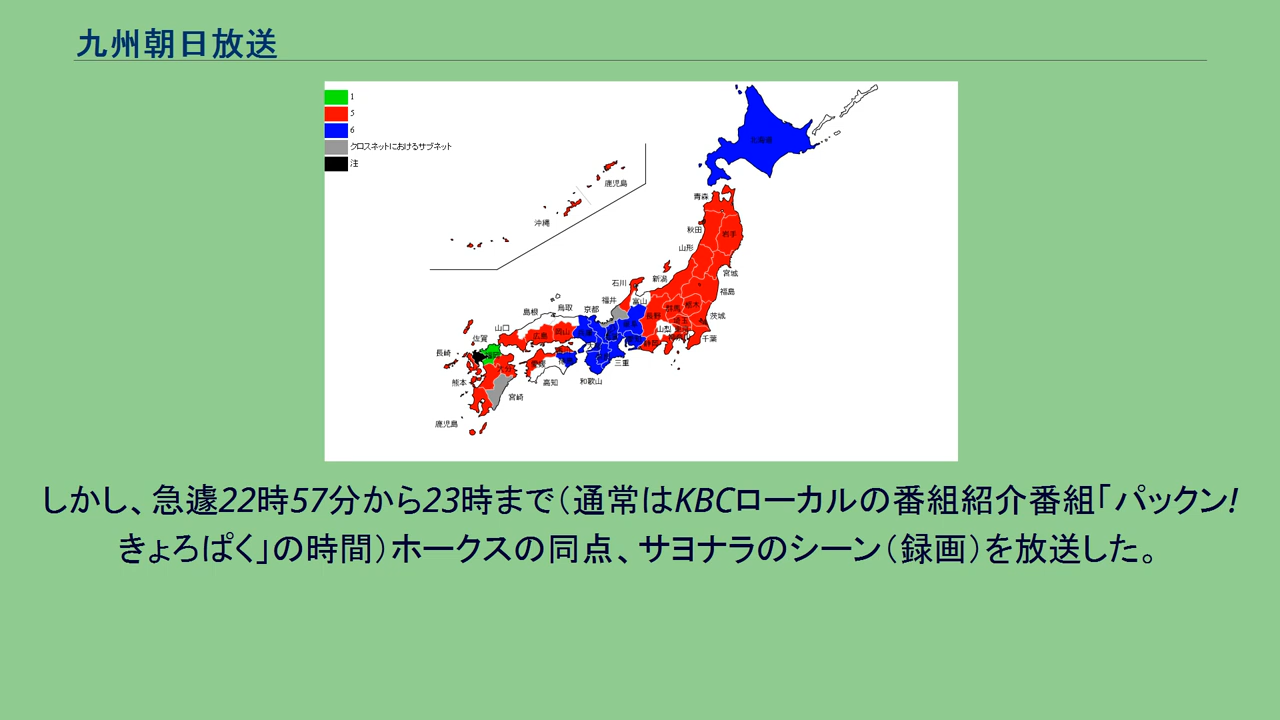 九州朝日放送
1
5
6
クロスネットにおけるサブネット
注
北海道
鹿児島
青森
沖縄
秋田
岩手
山形
宮城
新潟
石川
福島
福井
富山
鳥取
京都
群馬
栃木
島根
長野
茨城
山口
広島
岡山
埼玉
山梨
佐賀
静岡
千葉
長崎
福岡
三重
大分
愛媛
熊本
高知
和歌山
宮崎
鹿児島
しかし、急遽22時57分から23時まで（通常はKBCローカルの番組紹介番組「パックン!
きょろぱく」の時間）ホークスの同点、サヨナラのシーン（録画）を放送した。